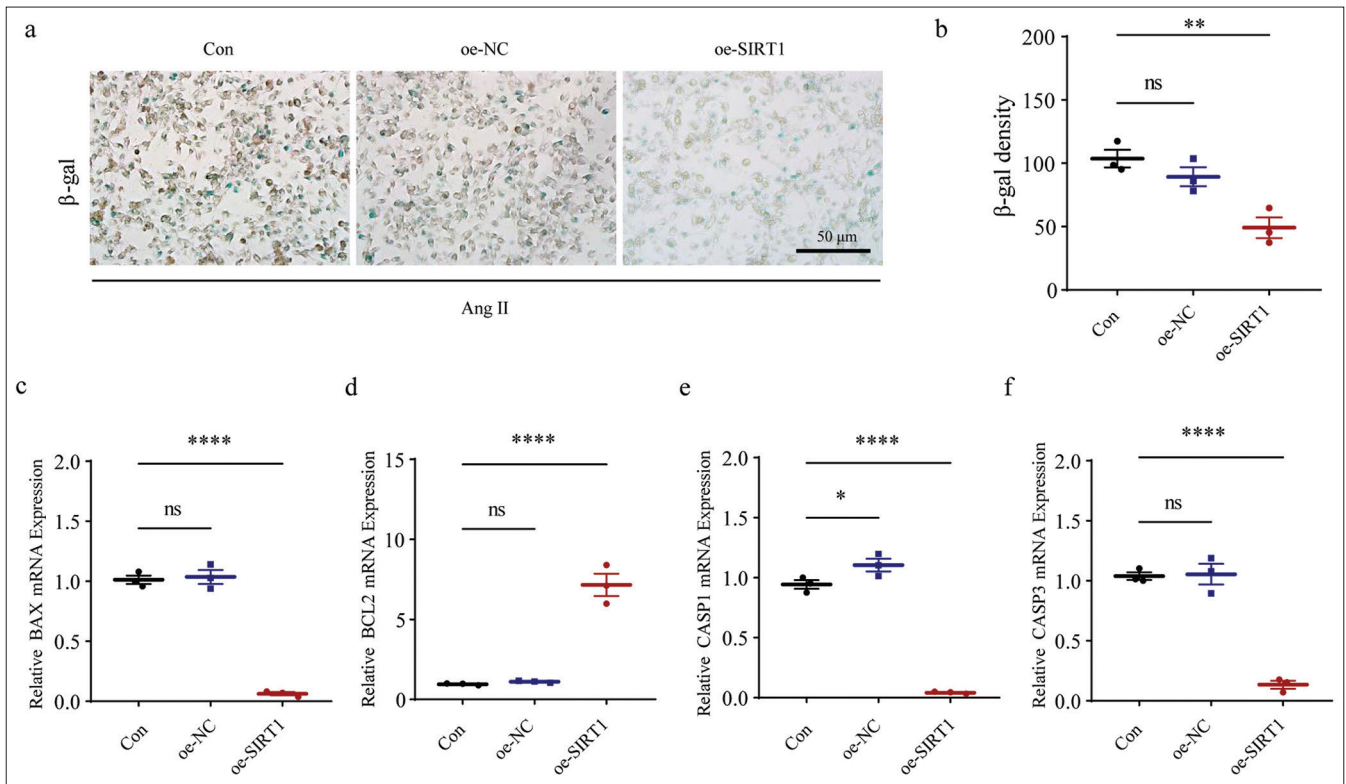 a
Con
oe-NC
oe-SIRT1
β-gal
50 μm
Ang II
b
**
ns
200
150
100
50
0
β-gal density
Con
oe-NC
oe-SIRT1
c
****
ns
2.0
1.5
1.0
0.5
0.0
Relative BAX mRNA Expression
Con
oe-NC
oe-SIRT1
d
****
ns
15
10
5
0
Relative BCL2 mRNA Expression
Con
oe-NC
oe-SIRT1
e
****
*
2.0
1.5
1.0
0.5
0.0
Relative CASP1 mRNA Expression
Con
oe-NC
oe-SIRT1
f
****
ns
2.0
1.5
1.0
0.5
0.0
Relative CASP3 mRNA Expression
Con
oe-NC
oe-SIRT1